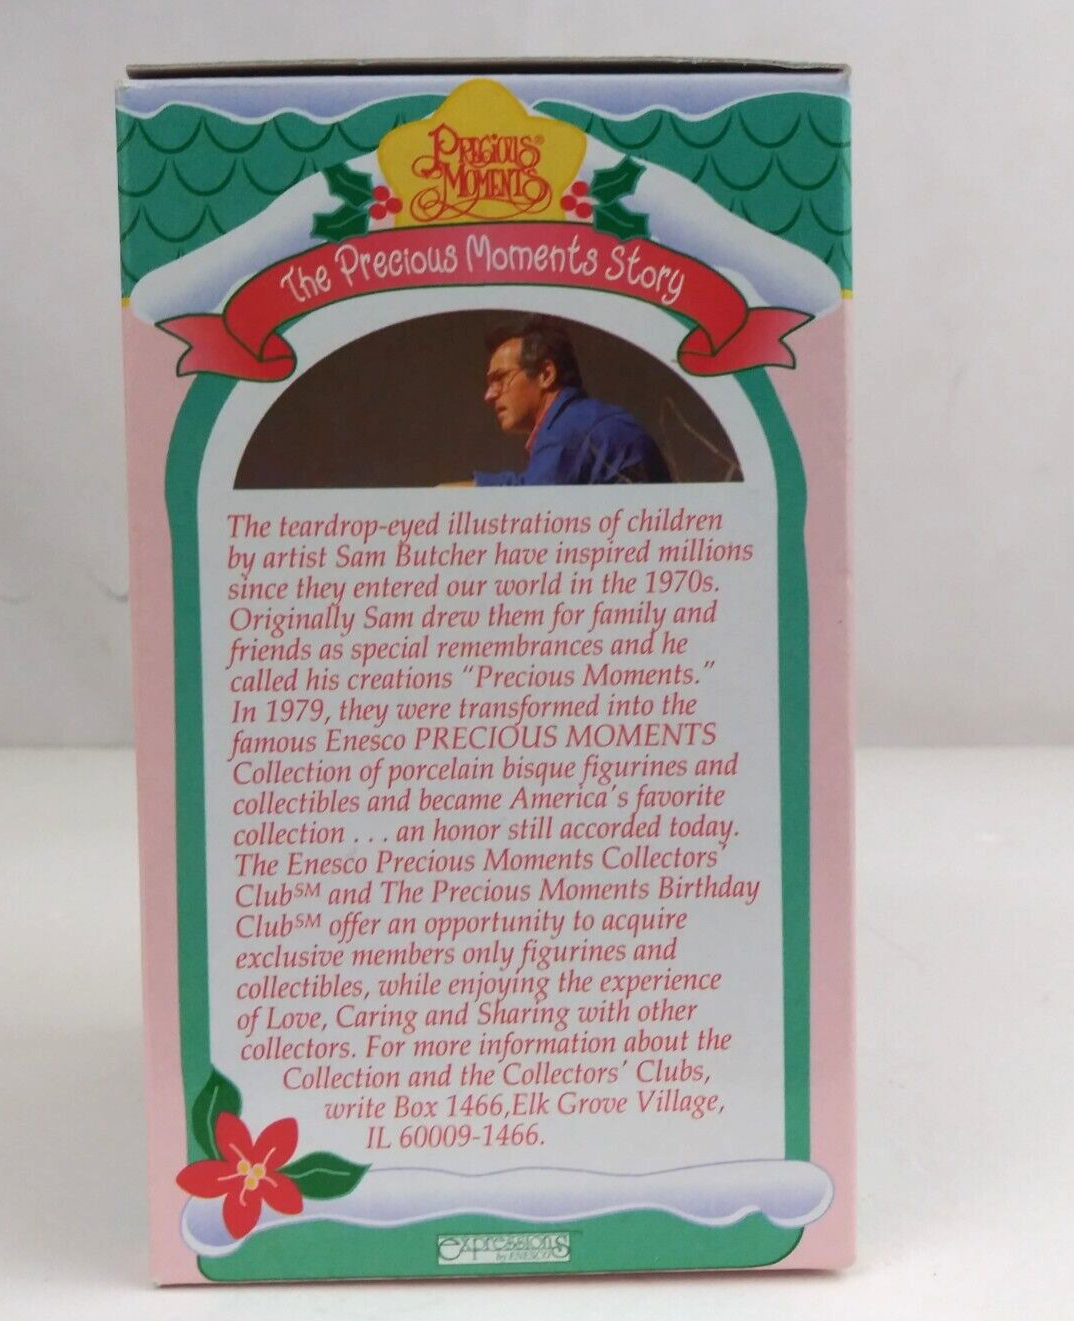 PRECIOUS®
MOMENTS
The Precious Moments Story
The teardrop-eyed illustrations of children
by artist Sam Butcher have inspired millions
since they entered our world in the 1970s.
Originally Sam drew them for family and
friends as special remembrances and he
called his creations "Precious Moments."
In 1979, they were transformed into the
famous Enesco PRECIOUS MOMENTS
Collection of porcelain bisque figurines and
collectibles and became America's favorite
collection . . . an honor still accorded today.
The Enesco Precious Moments Collectors'
Club℠ and The Precious Moments Birthday
Club℠ offer an opportunity to acquire
exclusive members only figurines and
collectibles, while enjoying the experience
of Love, Caring and Sharing with other
collectors. For more information about the
Collection and the Collectors' Clubs,
write Box 1466,Elk Grove Village,
IL 60009-1466.
expressions
by ENESCO